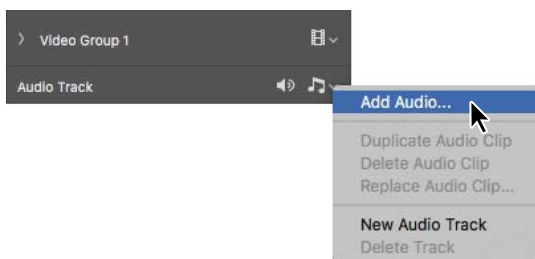 Video Group 1
Audio Track
Add Audio...
Duplicate Audio Clip
Delete Audio Clip
Replace Audio Clip...
New Audio Track
Delete Track